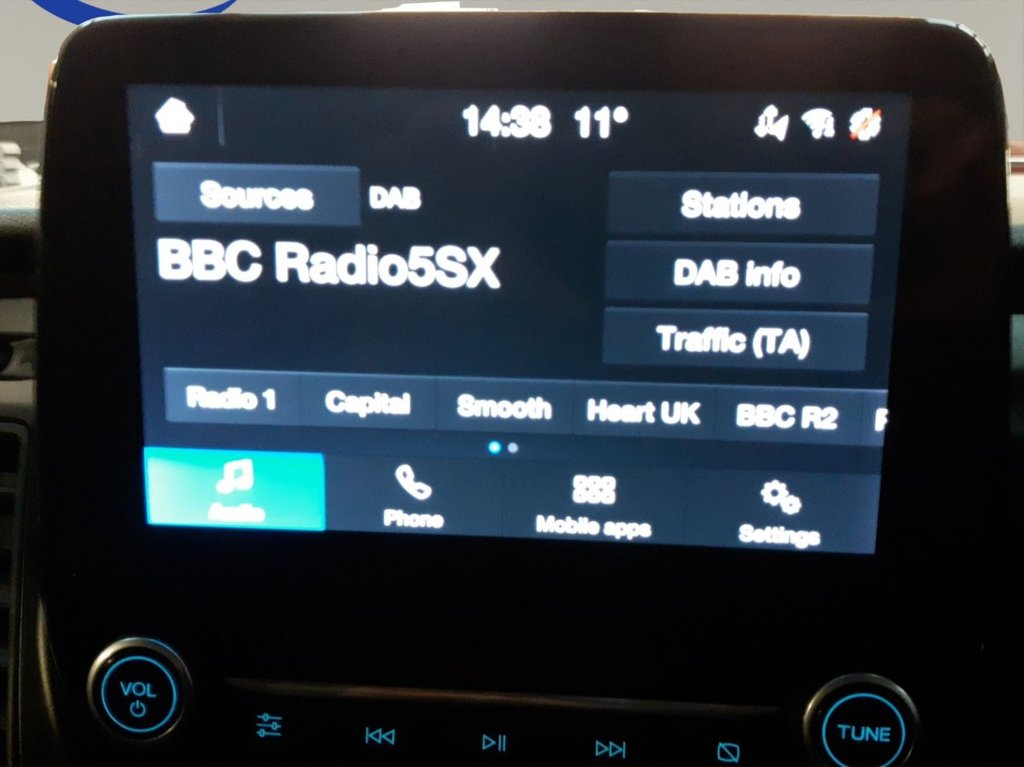 14:38 11°
Sources DAB
BBC Radio5SX
Stations
DAB info
Traffic (TA)
Radio 1 Capital Smooth Heart UK BBC R2
Audio Phone Mobile apps Settings
VOL
TUNE